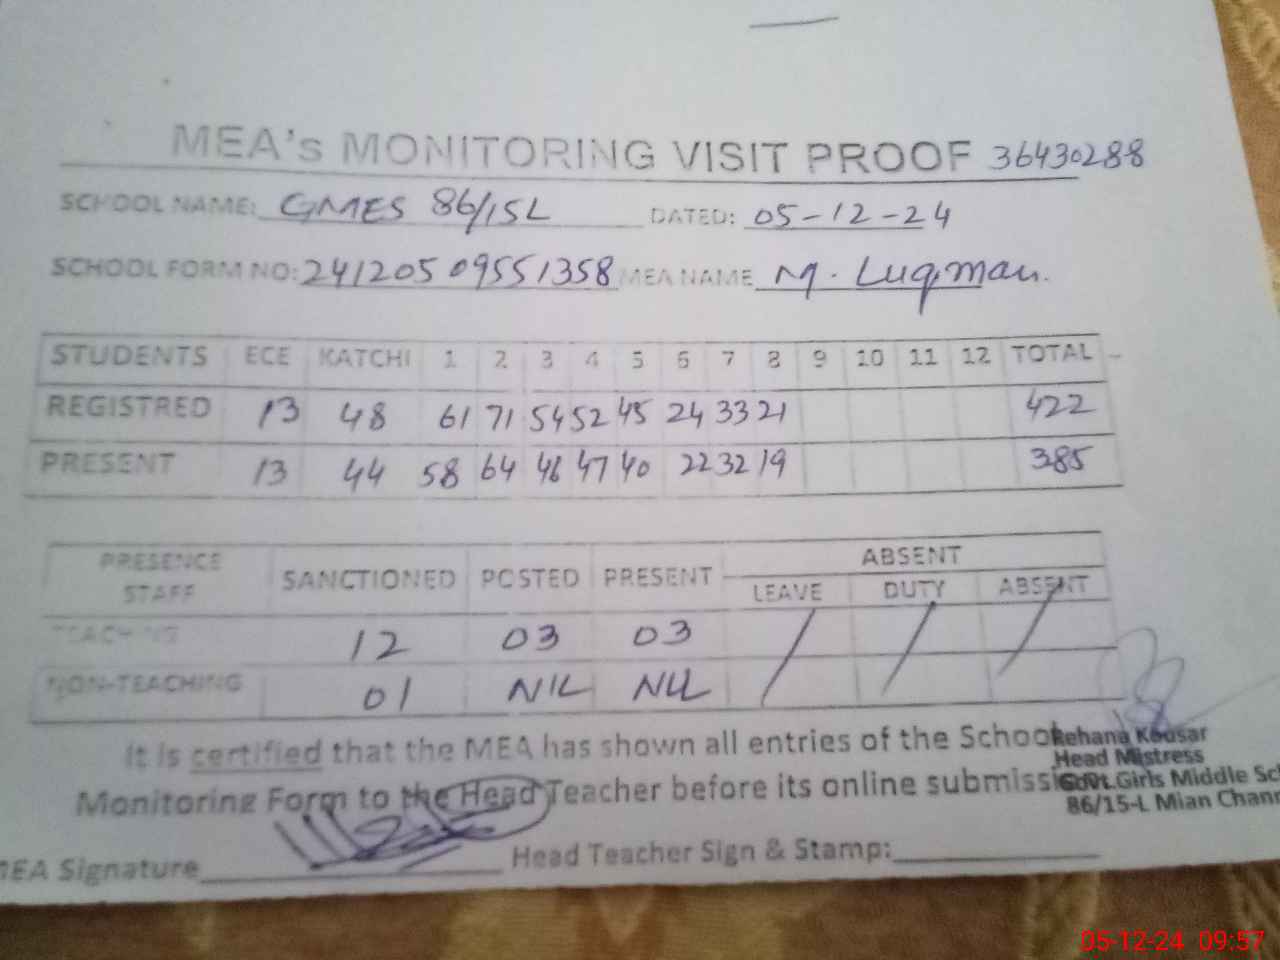 MEA's MONITORING VISIT PROOF 36430288
SCHOOL NAME: GMES 86/15L DATED: 05-12-24
SCHOOL FORM NO: 24120509551358 MEA NAME M. Luqman.
STUDENTS ECE KATCHI 1 2 3 4 5 6 7 8 9 10 11 12 TOTAL
REGISTRED 13 48 61 71 54 52 45 24 33 21 422
PRESENT 13 44 58 64 46 47 40 22 32 19 385
PRESENCE STAFF SANCTIONED POSTED PRESENT ABSENT
LEAVE DUTY ABSENT
TEACHING 12 03 03
NON-TEACHING 01 NIL NIL
It is certified that the MEA has shown all entries of the School
Monitoring Form to the Head Teacher before its online submission.
Rehana Kousar
Head Mistress
Govt. Girls Middle Sc
86/15-L Mian Chann
MEA Signature Head Teacher Sign & Stamp:
05-12-24 09:57